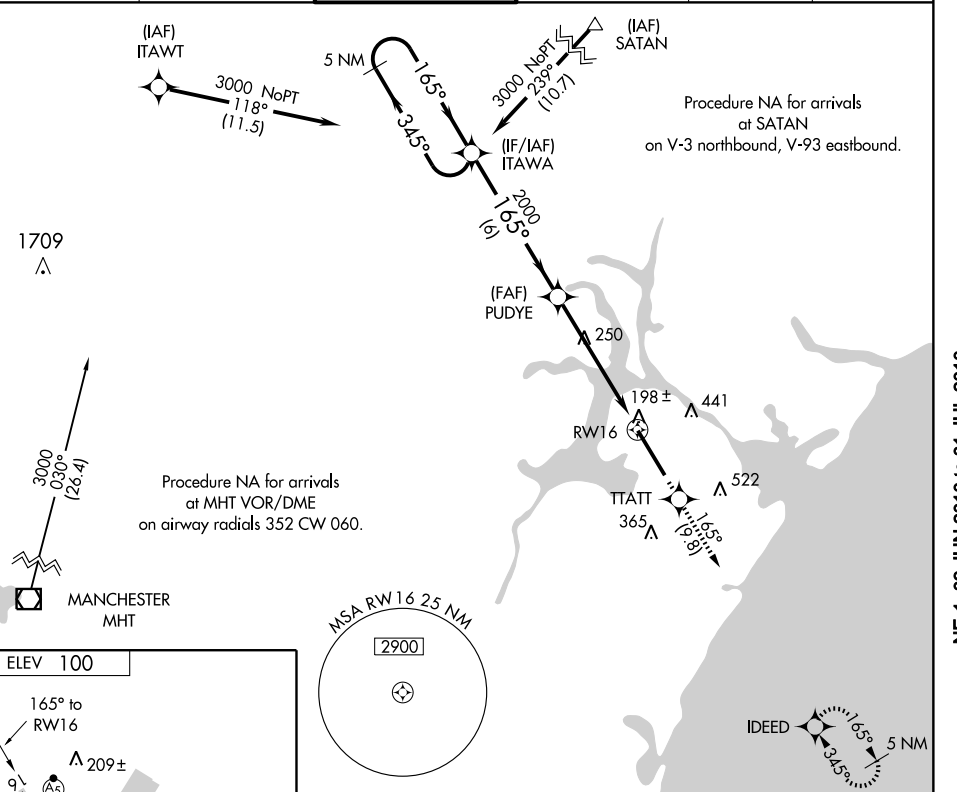 (IAF)
ITAWT
3000 NoPT
118°
(11.5)
5 NM
165°
345°
(IF/IAF)
ITAWA
(IAF)
SATAN
3000 NoPT
239°
(10.7)
Procedure NA for arrivals
at SATAN
on V-3 northbound, V-93 eastbound.
2000
165°
(6)
1709
(FAF)
PUDYE
250
198±
441
RW16
522
TTATT
365
165°
(9.8)
3000
030°
(26.4)
Procedure NA for arrivals
at MHT VOR/DME
on airway radials 352 CW 060.
MANCHESTER
MHT
MSA RW16 25 NM
2900
ELEV 100
165° to
RW16
209±
9
A5
IDEED
165°
345°
5 NM